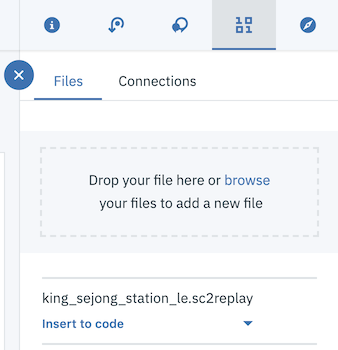 Files Connections
Drop your file here or browse
your files to add a new file
king_sejong_station_le.sc2replay
Insert to code